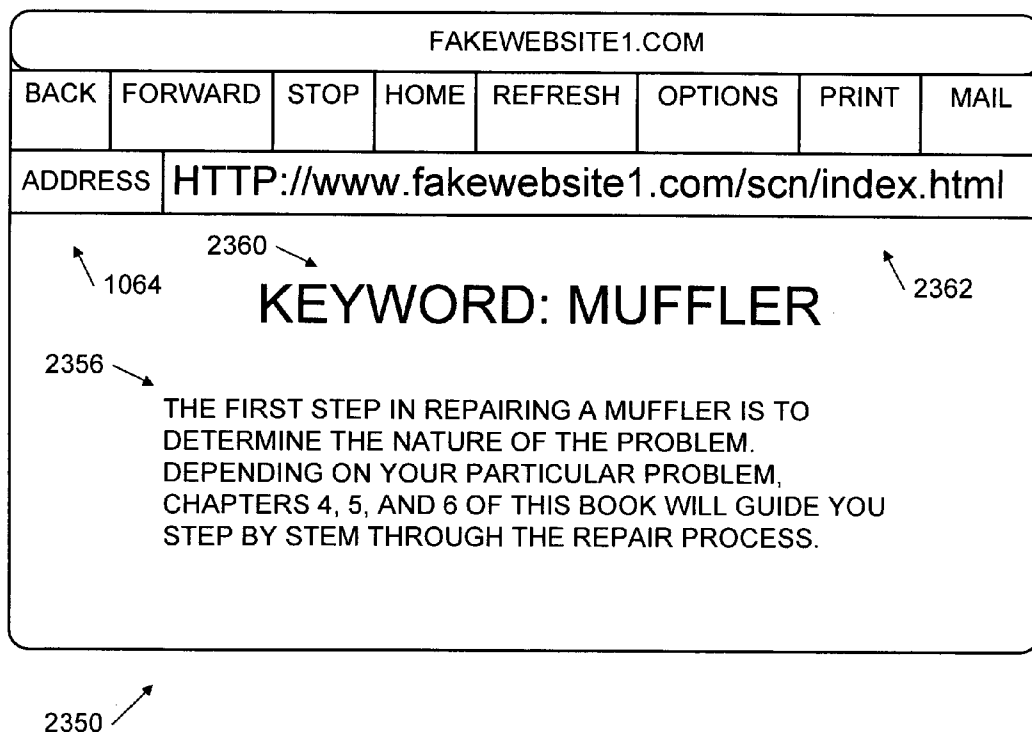 FAKEWEBSITE1.COM
BACK FORWARD STOP HOME REFRESH OPTIONS PRINT MAIL
ADDRESS HTTP://www.fakewebsite1.com/scn/index.html
2360
1064
2362
KEYWORD: MUFFLER
2356
THE FIRST STEP IN REPAIRING A MUFFLER IS TO
DETERMINE THE NATURE OF THE PROBLEM.
DEPENDING ON YOUR PARTICULAR PROBLEM,
CHAPTERS 4, 5, AND 6 OF THIS BOOK WILL GUIDE YOU
STEP BY STEM THROUGH THE REPAIR PROCESS.
2350